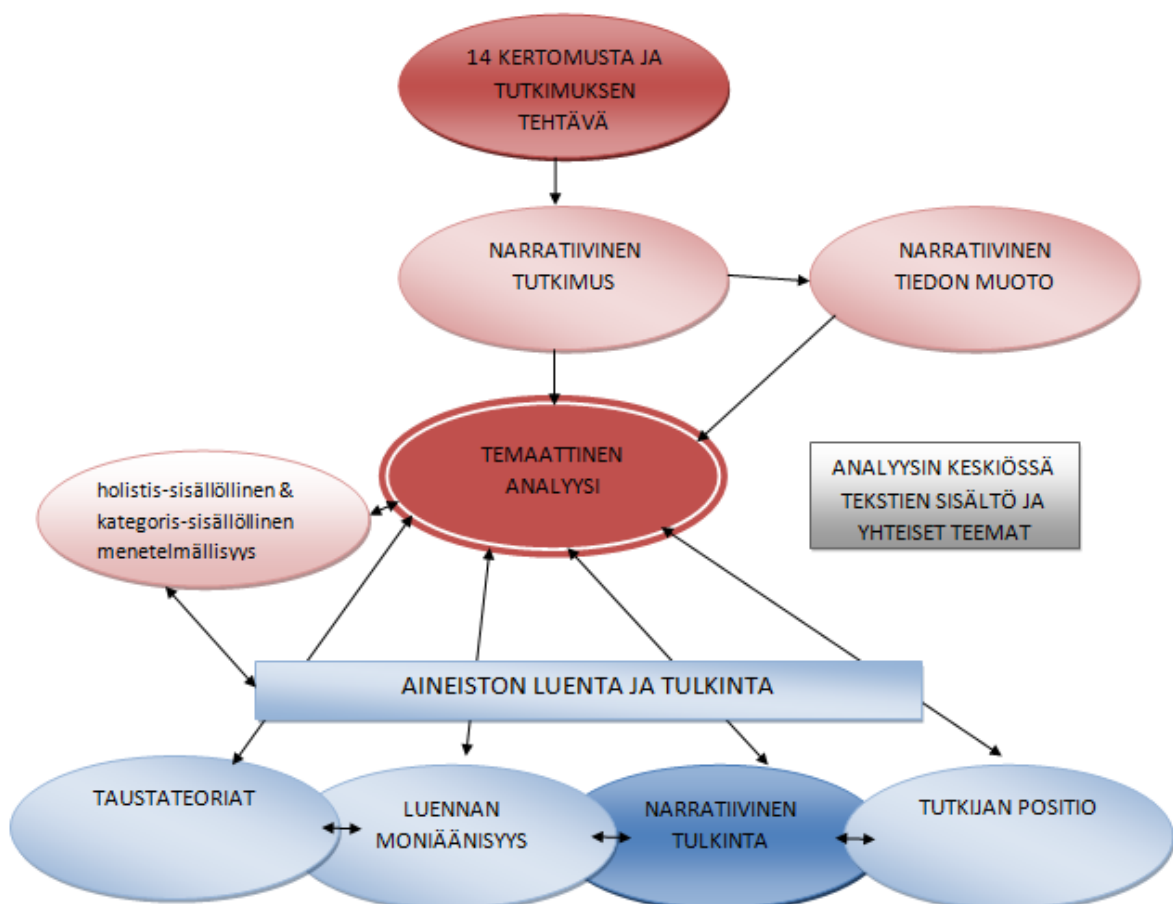 14 KERTOMUSTA JA
TUTKIMUKSEN
TEHTÄVÄ
NARRATIIVINEN
TUTKIMUS
NARRATIIVINEN
TIEDON MUOTO
TEMAATTINEN
ANALYYSI
ANALYYSIN KESKIÖSSÄ
TEKSTIEN SISÄLTÖ JA
YHTEISET TEEMAT
holistis-sisällöllinen &
kategoris-sisällöllinen
menetelmällisyys
AINEISTON LUENTA JA TULKINTA
TAUSTATEORIAT
LUENNAN
MONIÄÄNISYYS
NARRATIIVINEN
TULKINTA
TUTKIJAN POSITIO